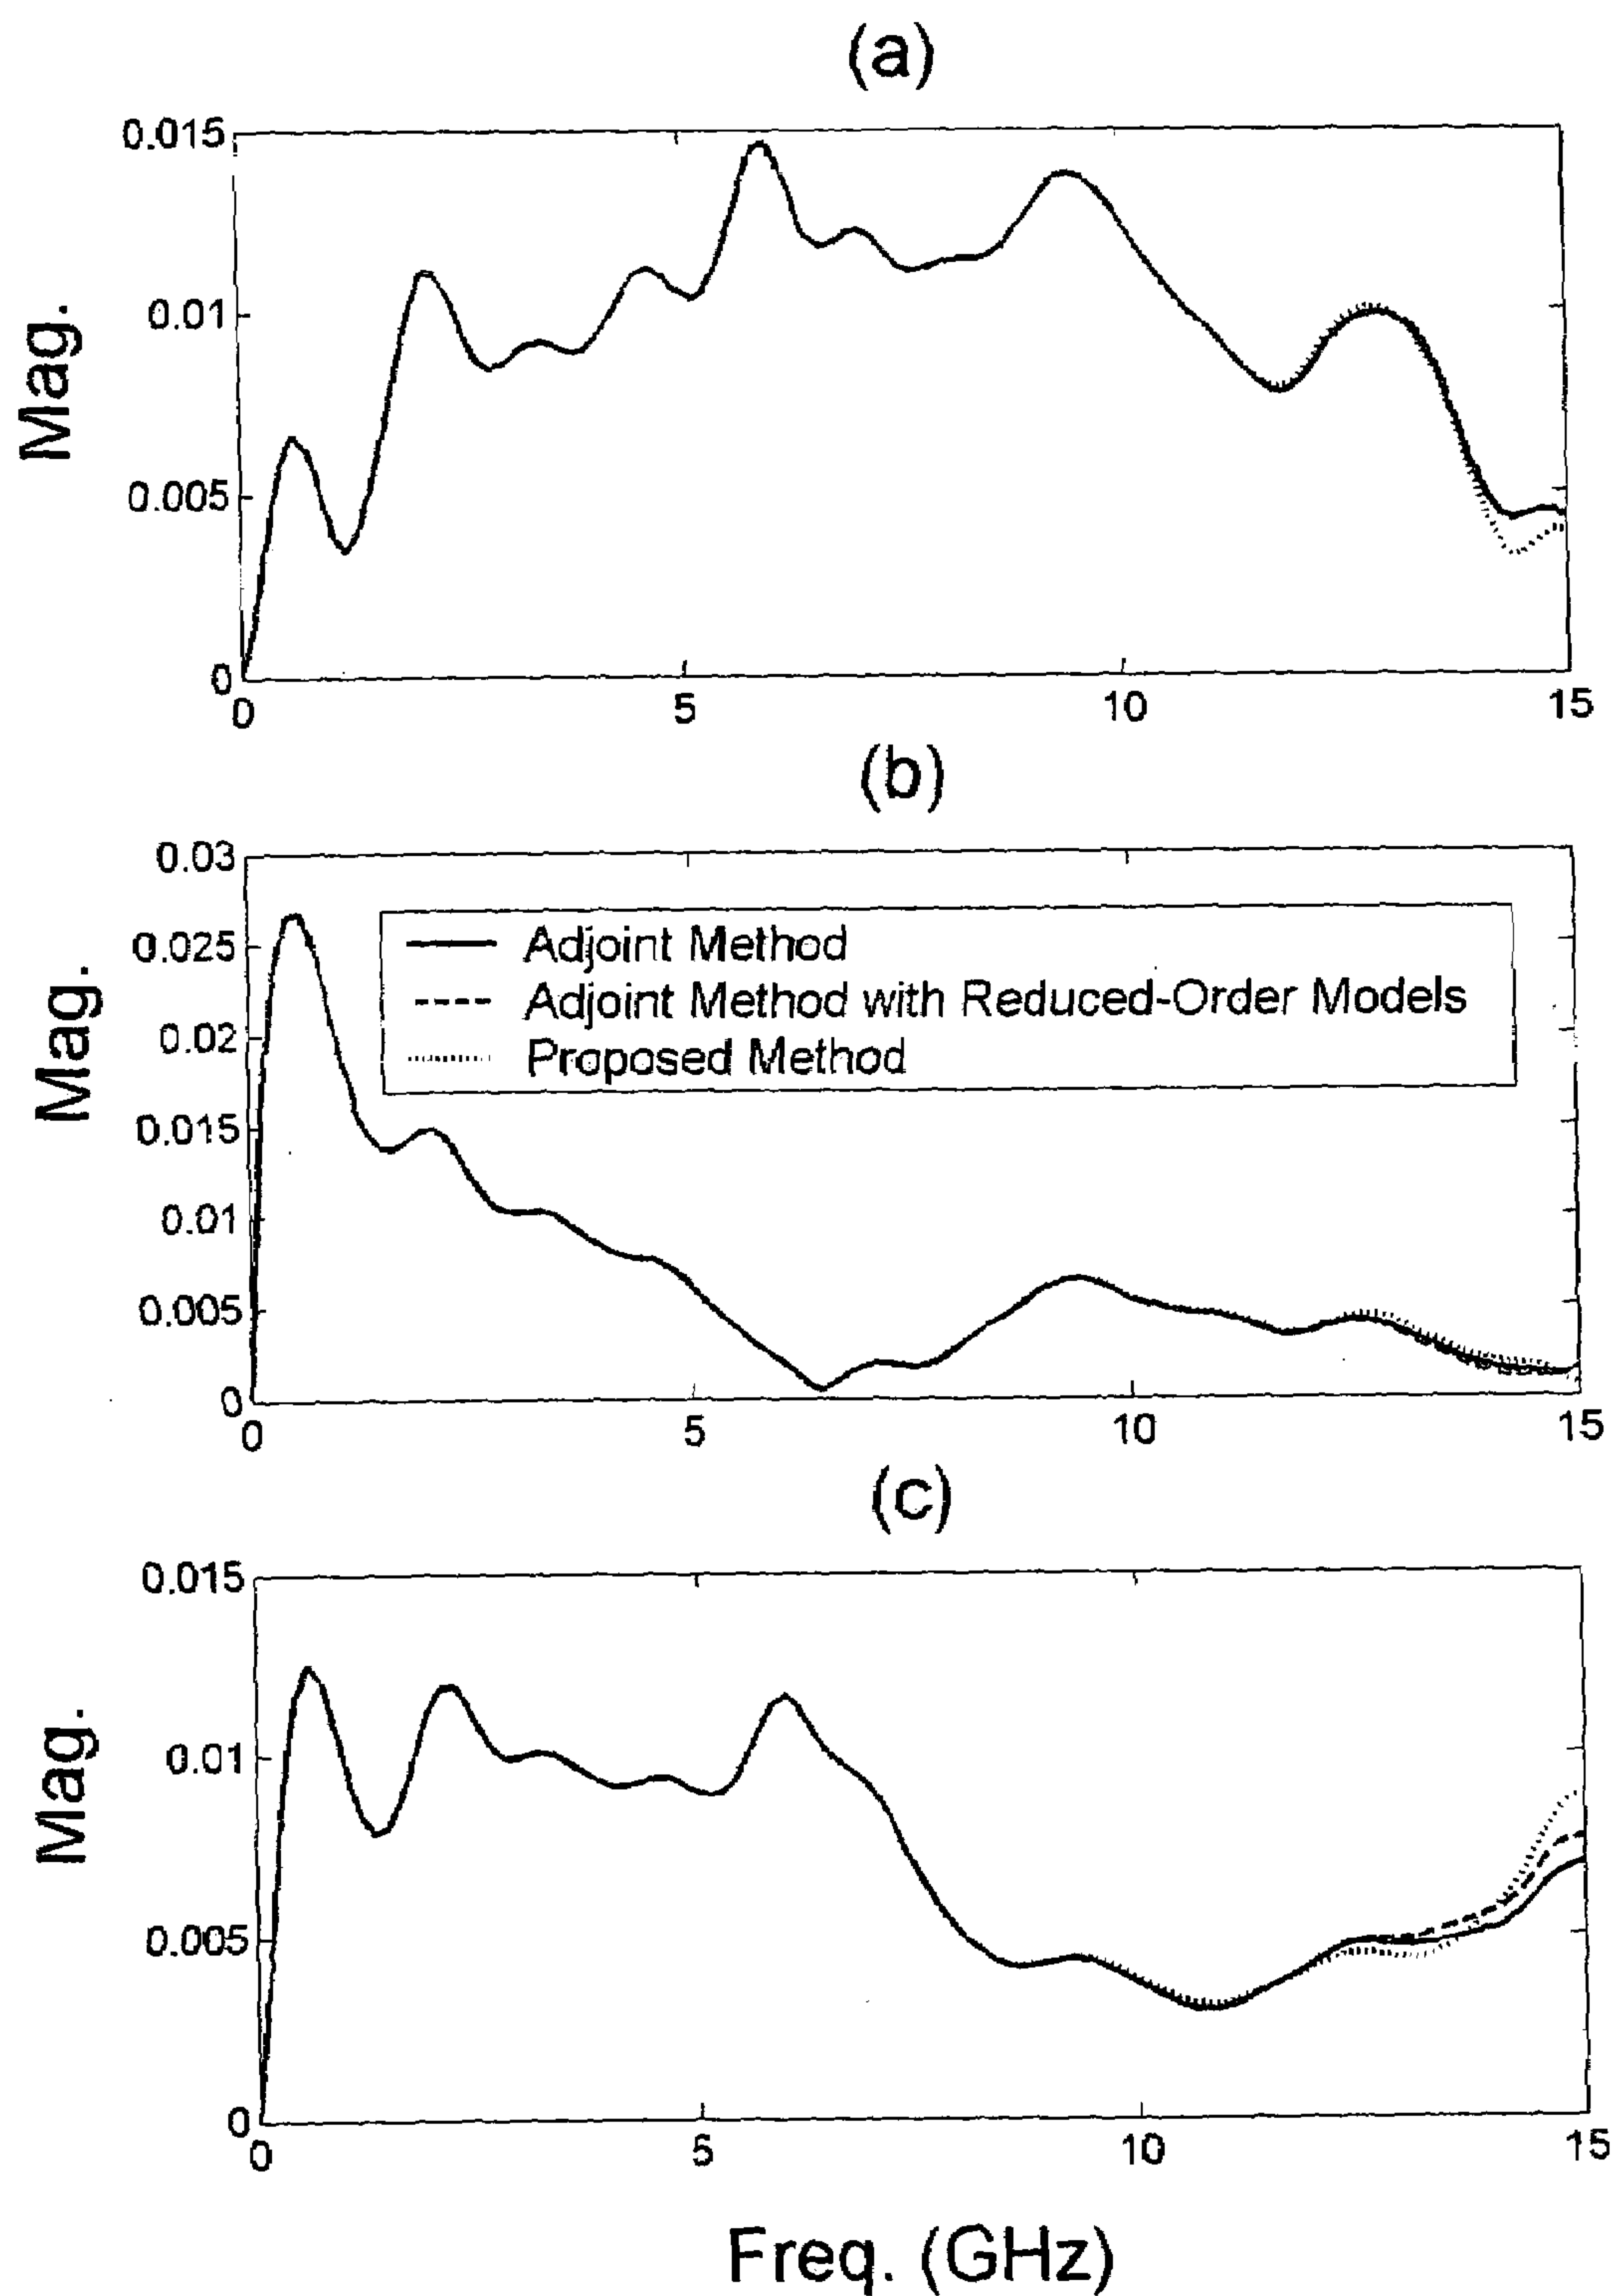 (a)
0.015
0.01
0.005
0
Mag.
0 5 10 15
(b)
0.03
0.025
0.02
0.015
0.01
0.005
0
Mag.
Adjoint Method
Adjoint Method with Reduced-Order Models
Proposed Method
0 5 10 15
(c)
0.015
0.01
0.005
0
Mag.
0 5 10 15
Freq. (GHz)